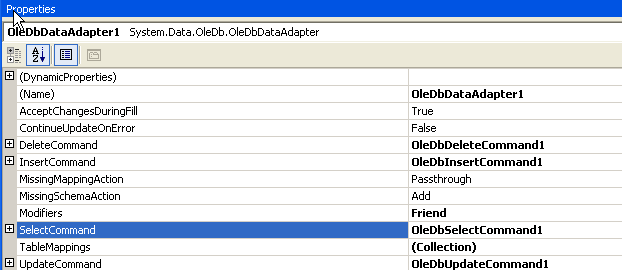 Properties
OleDbDataAdapter1 System.Data.OleDb.OleDbDataAdapter
(DynamicProperties)
(Name) OleDbDataAdapter1
AcceptChangesDuringFill True
ContinueUpdateOnError False
DeleteCommand OleDbDeleteCommand1
InsertCommand OleDbInsertCommand1
MissingMappingAction Passthrough
MissingSchemaAction Add
Modifiers Friend
SelectCommand OleDbSelectCommand1
TableMappings (Collection)
UpdateCommand OleDbUpdateCommand1